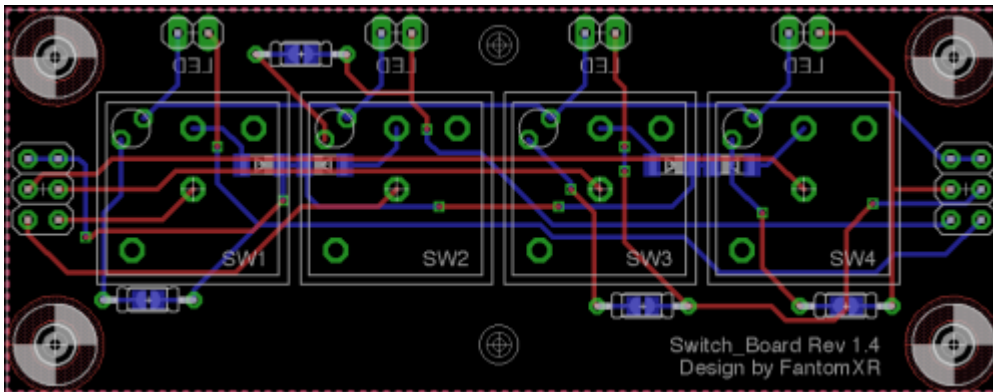 LED
LED
LED
LED
SW1
SW2
SW3
SW4
Switch_Board Rev 1.4
Design by FantomXR